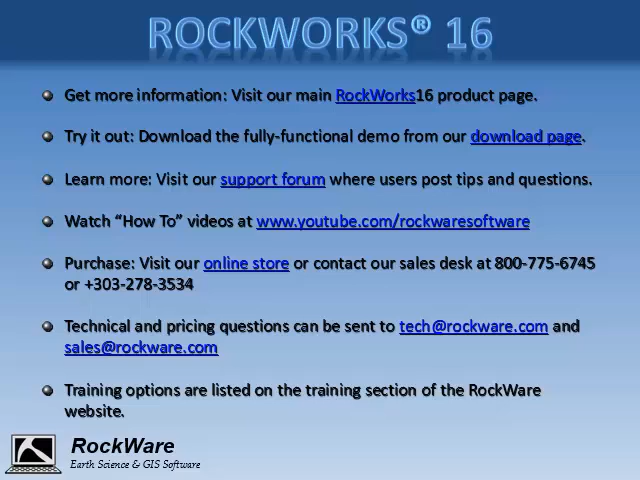 ROCKWORKS® 16
Get more information: Visit our main RockWorks16 product page.
Try it out: Download the fully-functional demo from our download page.
Learn more: Visit our support forum where users post tips and questions.
Watch “How To” videos at www.youtube.com/rockwaresoftware
Purchase: Visit our online store or contact our sales desk at 800-775-6745
or +303-278-3534
Technical and pricing questions can be sent to tech@rockware.com and
sales@rockware.com
Training options are listed on the training section of the RockWare
website.
RockWare
Earth Science & GIS Software